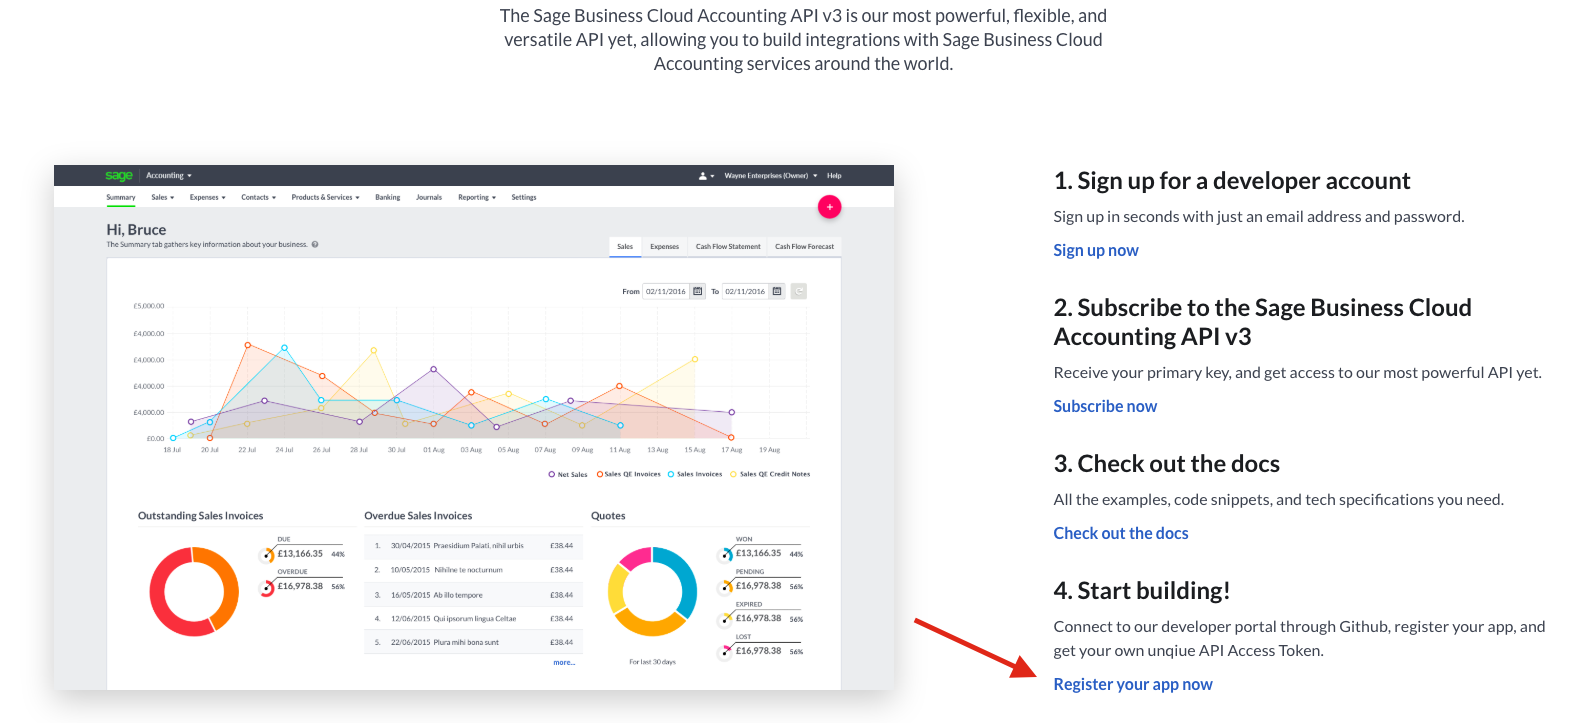 The Sage Business Cloud Accounting API v3 is our most powerful, flexible, and
versatile API yet, allowing you to build integrations with Sage Business Cloud
Accounting services around the world.
sage Accounting Wayne Enterprises (Owner) Help
Summary Sales Expenses Contacts Products & Services Banking Journals Reporting Settings
+
Hi, Bruce
The Summary tab gathers key information about your business. ?
Sales Expenses Cash Flow Statement Cash Flow Forecast
From 02/11/2016 To 02/11/2016
£5,000.00
£4,000.00
£4,000.00
£4,000.00
£4,000.00
£0.00
18 Jul 20 Jul 22 Jul 24 Jul 26 Jul 28 Jul 30 Jul 01 Aug 03 Aug 05 Aug 07 Aug 09 Aug 11 Aug 13 Aug 15 Aug 17 Aug 19 Aug
Net Sales Sales QE Invoices Sales Invoices Sales QE Credit Notes
Outstanding Sales Invoices
DUE
£13,166.35 44%
OVERDUE
£16,978.38 56%
Overdue Sales Invoices
1. 30/04/2015 Praesidium Palati, nihil urbis £38.44
2. 10/05/2015 Nihilne te nocturnum £38.44
3. 16/05/2015 Ab illo tempore £38.44
4. 12/06/2015 Qui ipsorum lingua Celtae £38.44
5. 22/06/2015 Plura mihi bona sunt £38.44
more...
Quotes
WON
£13,166.35 44%
PENDING
£16,978.38 56%
EXPIRED
£16,978.38 56%
LOST
£16,978.38 56%
For last 30 days
1. Sign up for a developer account
Sign up in seconds with just an email address and password.
Sign up now
2. Subscribe to the Sage Business Cloud
Accounting API v3
Receive your primary key, and get access to our most powerful API yet.
Subscribe now
3. Check out the docs
All the examples, code snippets, and tech specifications you need.
Check out the docs
4. Start building!
Connect to our developer portal through Github, register your app, and
get your own unqiue API Access Token.
Register your app now